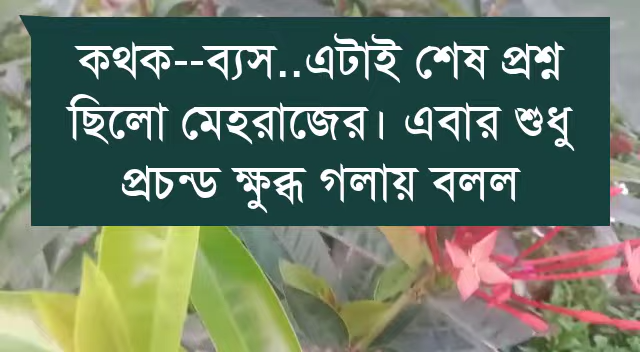 কথক--ব্যস..এটাই শেষ প্রশ্ন
ছিলো মেহরাজের। এবার শুধু
প্রচন্ড ক্ষুব্ধ গলায় বলল